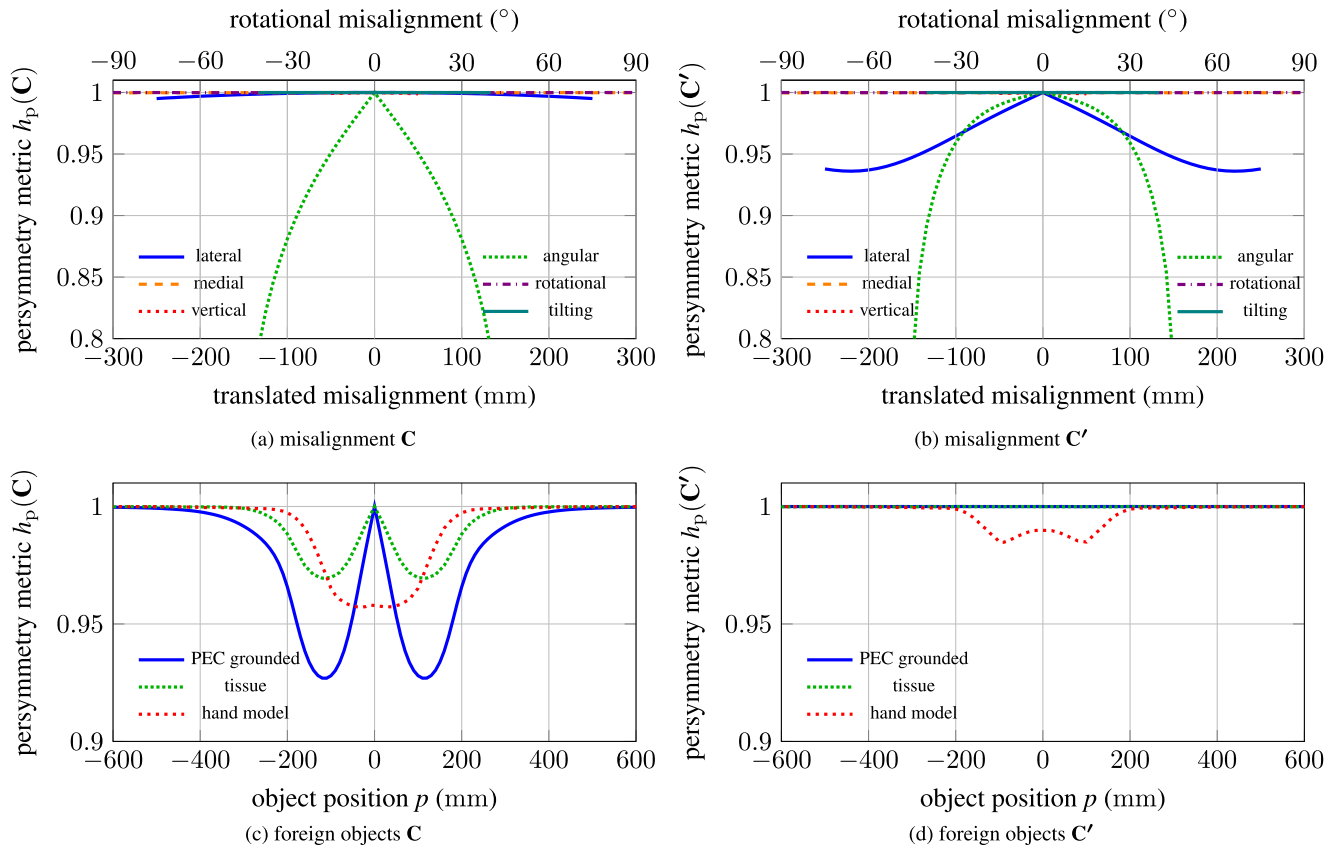 rotational misalignment (°)
−90 −60 −30 0 30 60 90
1
0.95
0.9
0.85
0.8
persymmetry metric hp(C)
lateral
medial
vertical
angular
rotational
tilting
−300 −200 −100 0 100 200 300
translated misalignment (mm)
(a) misalignment C
rotational misalignment (°)
−90 −60 −30 0 30 60 90
1
0.95
0.9
0.85
0.8
persymmetry metric hp(C′)
lateral
medial
vertical
angular
rotational
tilting
−300 −200 −100 0 100 200 300
translated misalignment (mm)
(b) misalignment C′
1
0.95
0.9
persymmetry metric hp(C)
PEC grounded
tissue
hand model
−600 −400 −200 0 200 400 600
object position p (mm)
(c) foreign objects C
1
0.95
0.9
persymmetry metric hp(C′)
PEC grounded
tissue
hand model
−600 −400 −200 0 200 400 600
object position p (mm)
(d) foreign objects C′